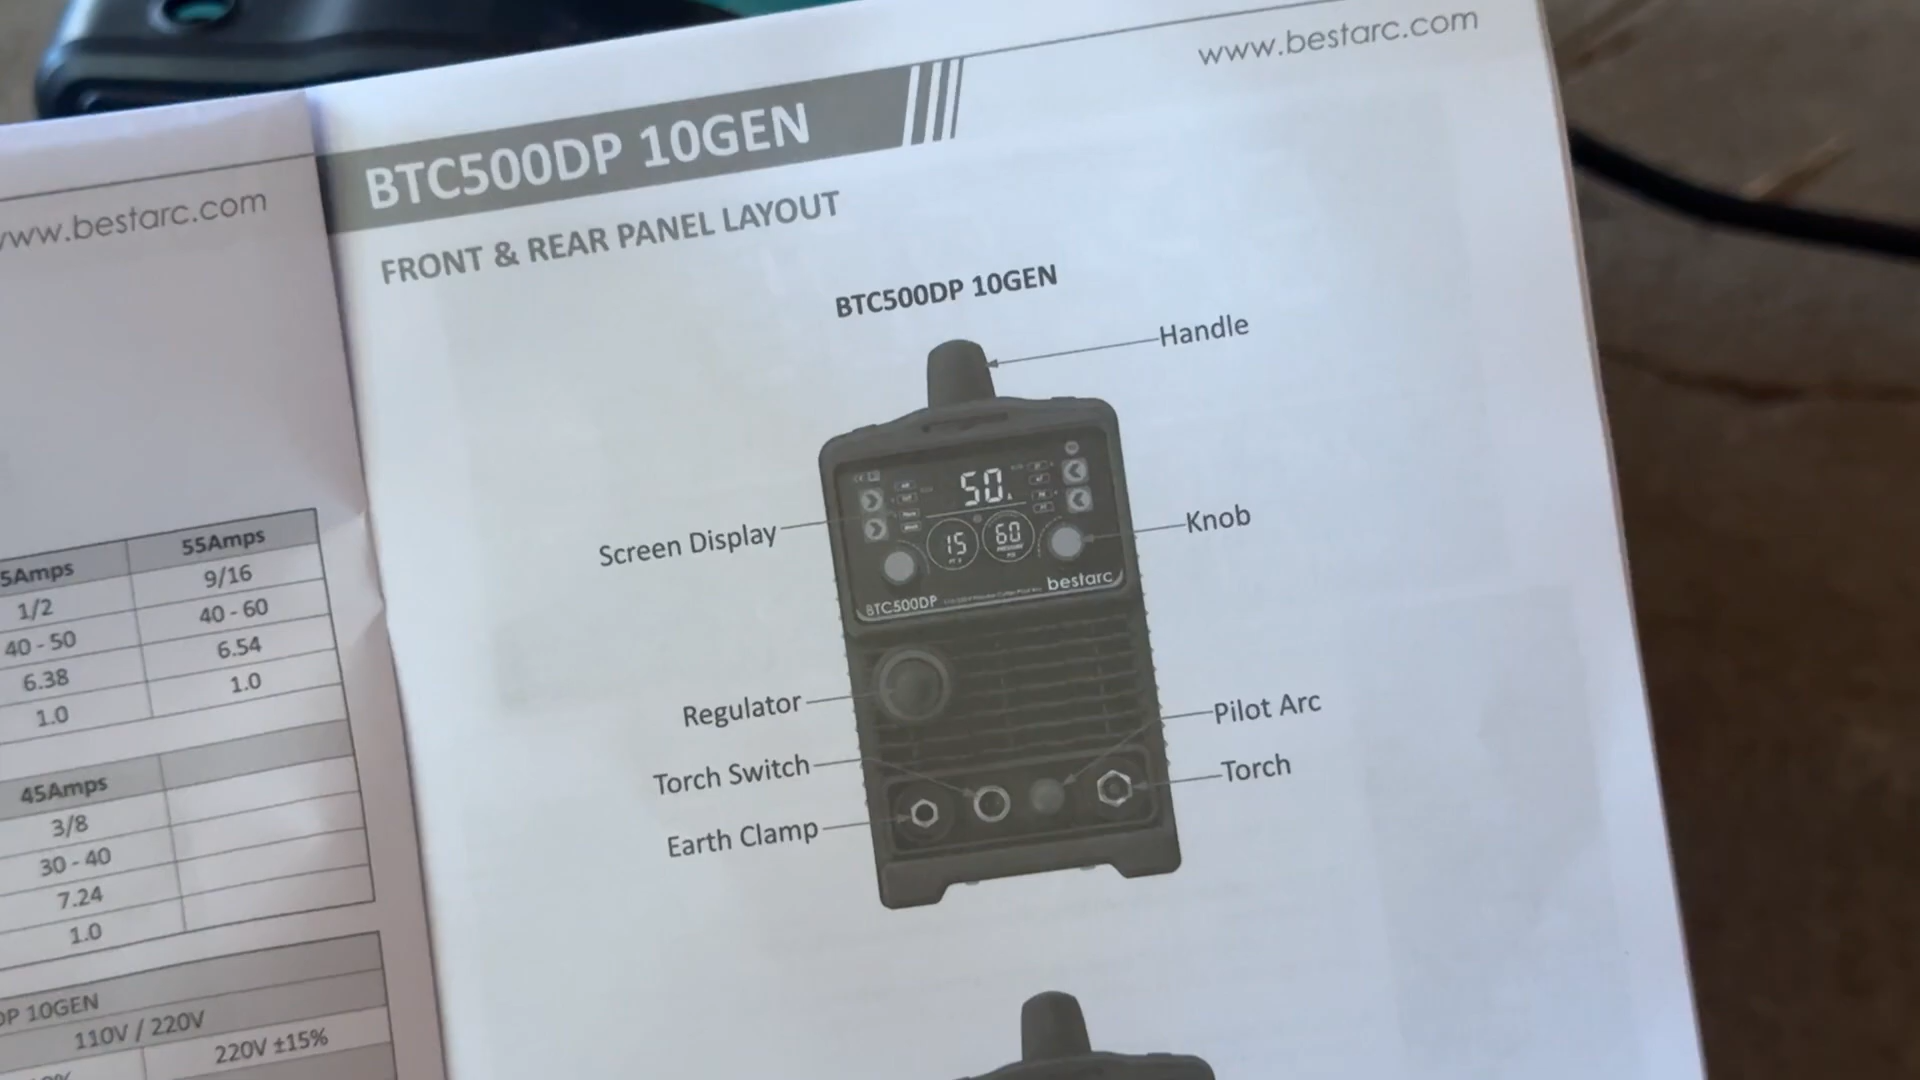 www.bestarc.com
5Amps 55Amps
1/2 9/16
40 - 50 40 - 60
6.38 6.54
1.0 1.0
45Amps
3/8
30 - 40
7.24
1.0
DP 10GEN
110V / 220V
220V ±15%
www.bestarc.com
BTC500DP 10GEN
FRONT & REAR PANEL LAYOUT
BTC500DP 10GEN
Handle
50
Screen Display
15 60
Knob
BTC500DP bestarc
Regulator
Pilot Arc
Torch Switch
Torch
Earth Clamp